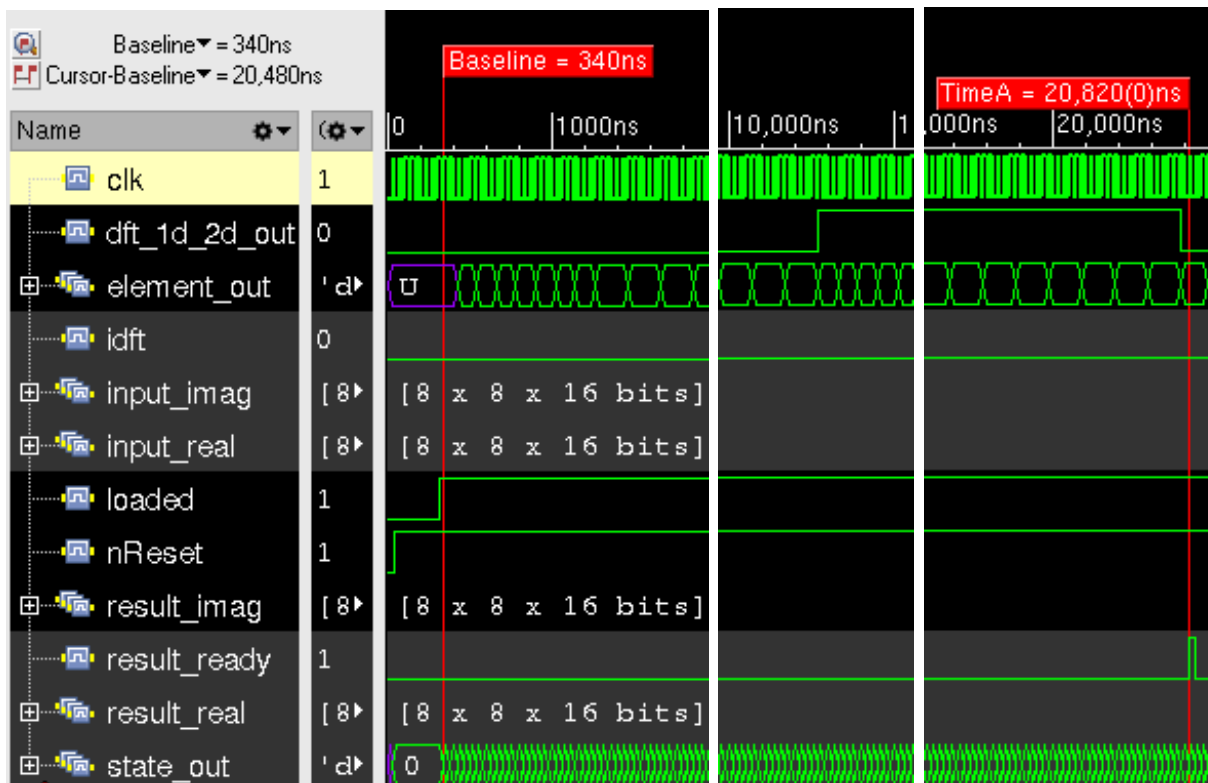 Baseline▾ = 340ns
Cursor-Baseline▾ = 20,480ns
Baseline = 340ns
TimeA = 20,820(0)ns
Name
0 1000ns 10,000ns 1 ,000ns 20,000ns
clk 1
dft_1d_2d_out 0
element_out 'd U
idft 0
input_imag [8 [8 x 8 x 16 bits]
input_real [8 [8 x 8 x 16 bits]
loaded 1
nReset 1
result_imag [8 [8 x 8 x 16 bits]
result_ready 1
result_real [8 [8 x 8 x 16 bits]
state_out 'd 0